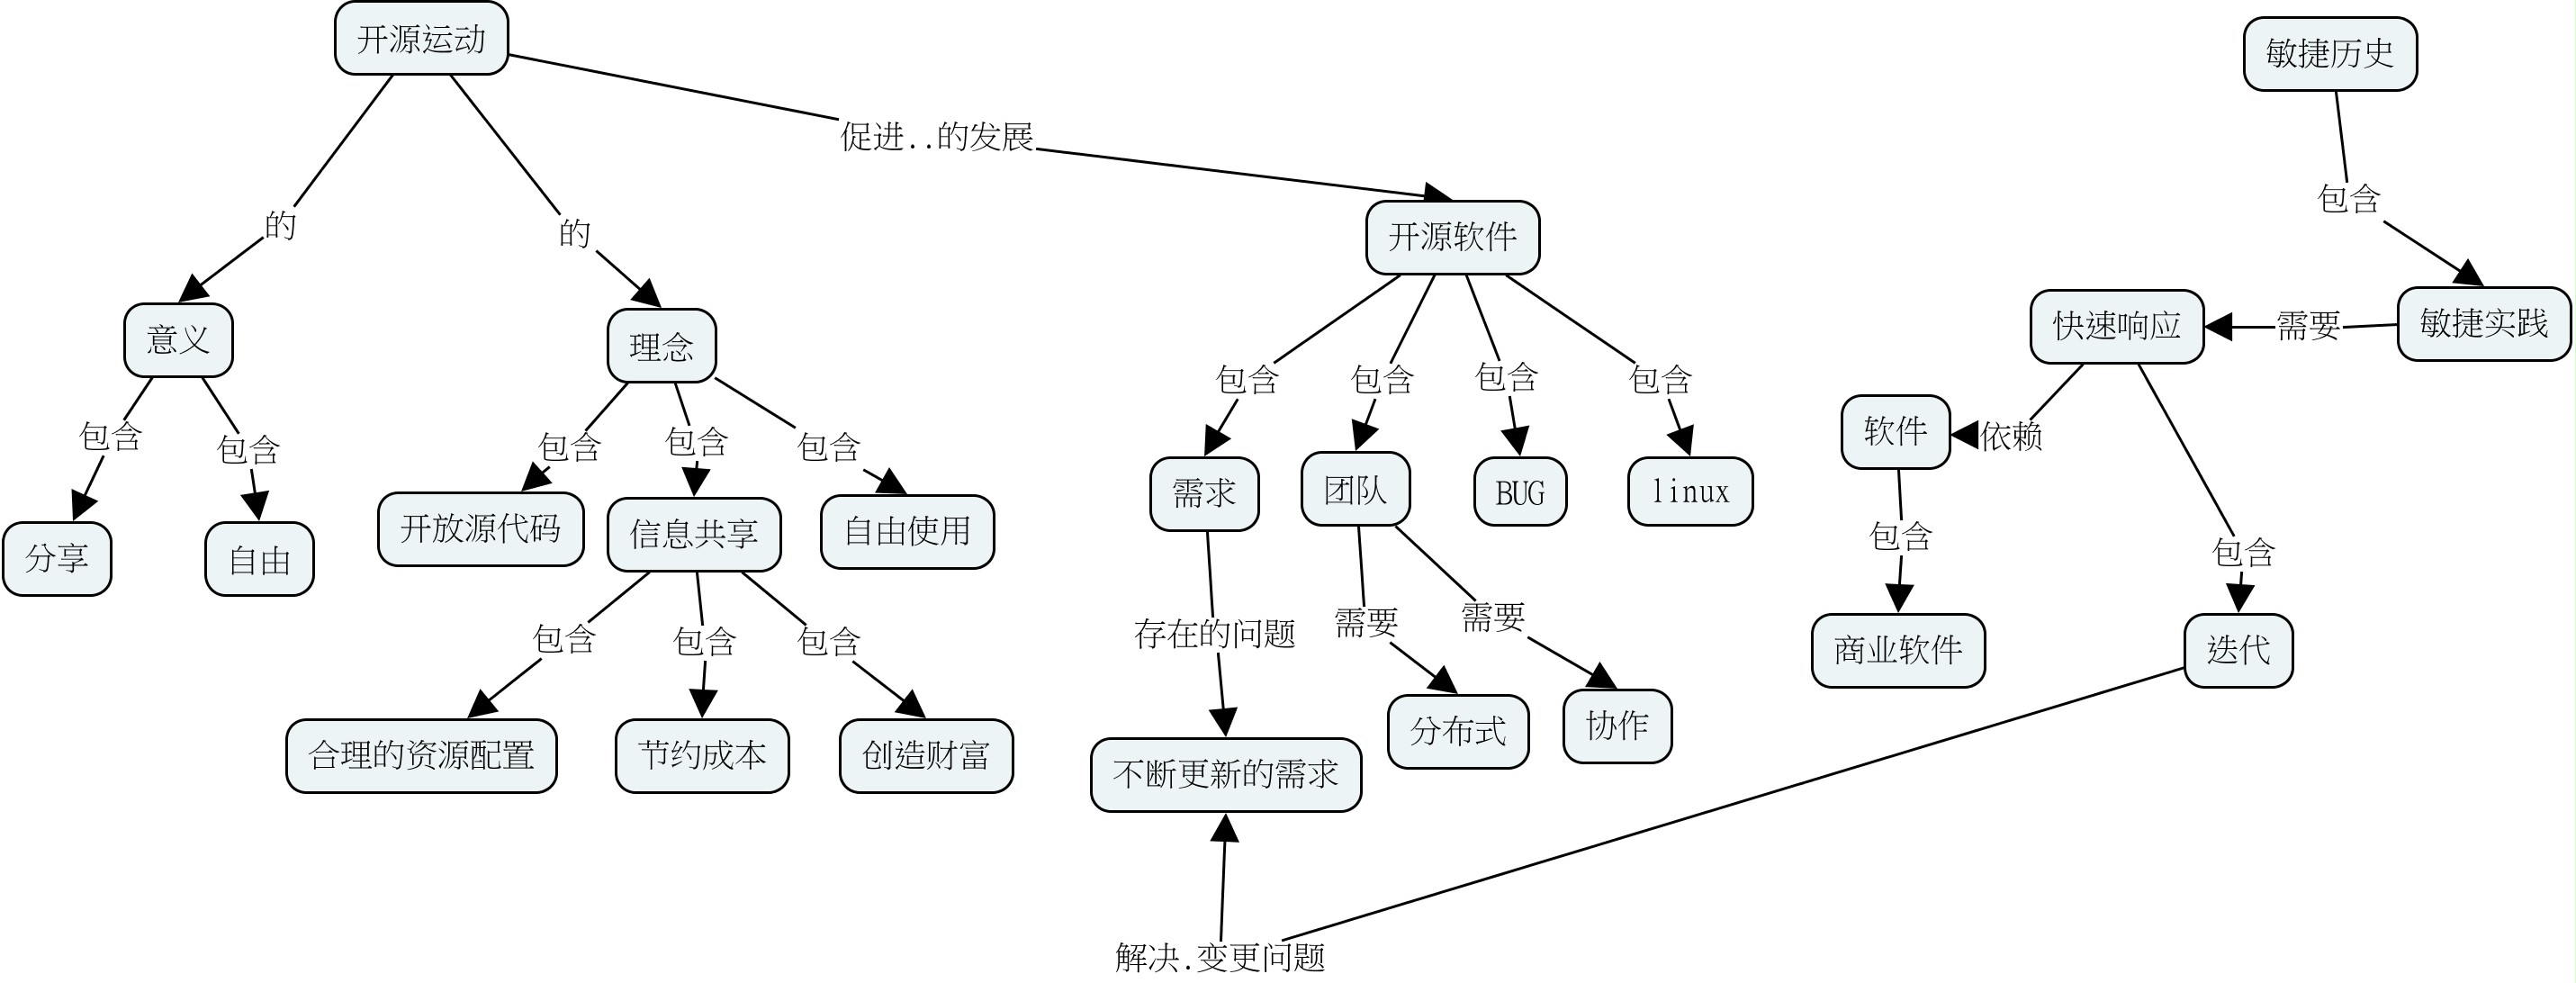 开源运动
敏捷历史
促进..的发展
包含
的
的
开源软件
意义
理念
快速响应
需要
敏捷实践
包含
包含
包含
包含
包含
包含
包含
包含
包含
软件
依赖
需求
团队
BUG
linux
开放源代码
信息共享
自由使用
分享
自由
包含
包含
包含
包含
包含
存在的问题
需要
需要
商业软件
迭代
合理的资源配置
节约成本
创造财富
分布式
协作
不断更新的需求
解决.变更问题